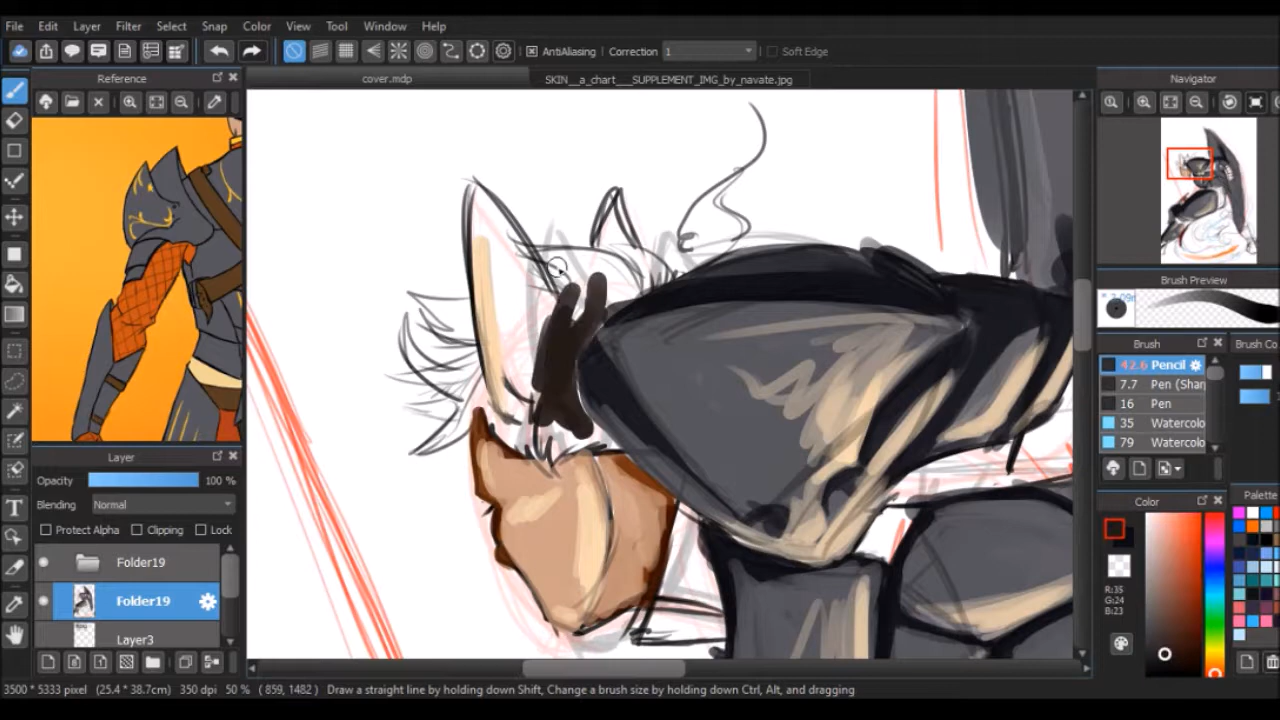 File Edit Layer Filter Select Snap Color View Tool Window Help
AntiAliasing Correction 1 Soft Edge
Reference
cover.mdp
SKIN__a_chart___SUPPLEMENT_IMG_by_navate.jpg
Navigator
Brush Preview
Brush
Brush Co
42.6 Pencil
7.7 Pen (Shar
16 Pen
35 Watercolo
79 Watercolo
Layer
Opacity 100 %
Blending Normal
Protect Alpha Clipping Lock
Folder19
Folder19
Layer3
Color
Palette
R:35
G:24
B:23
3500 * 5333 pixel (25.4 * 38.7cm) 350 dpi 50 % ( 859, 1482 ) Draw a straight line by holding down Shift, Change a brush size by holding down Ctrl, Alt, and dragging